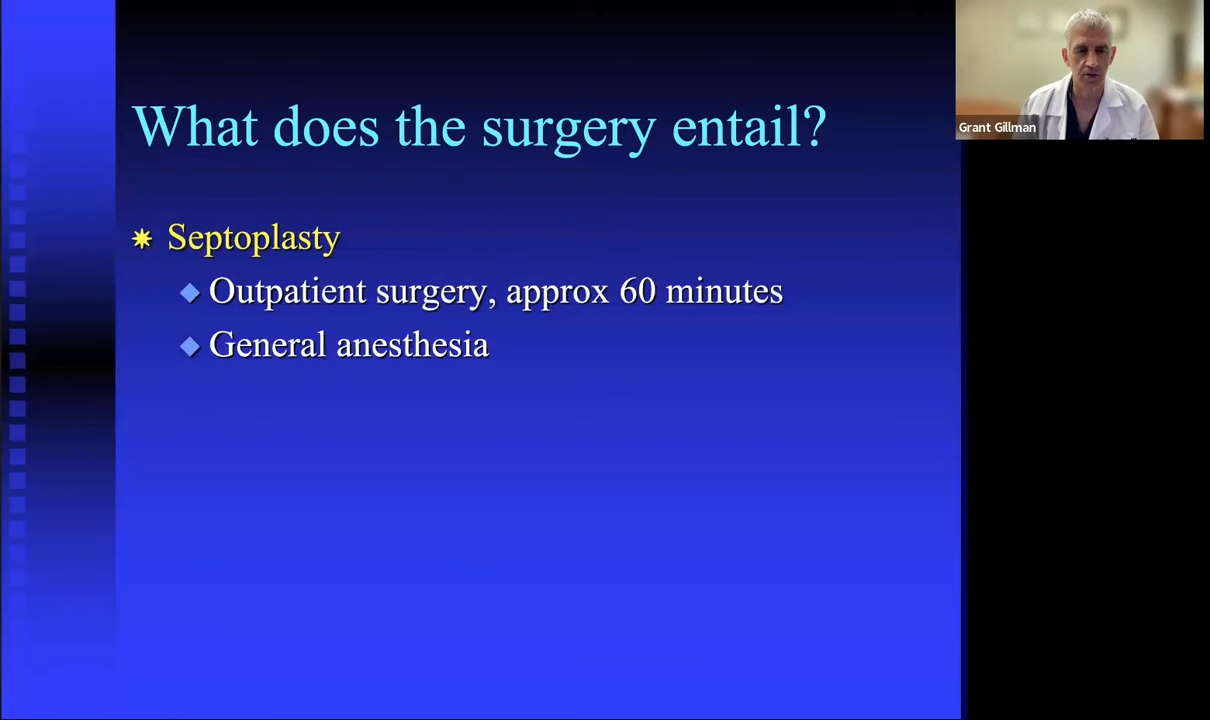 What does the surgery entail?
Septoplasty
Outpatient surgery, approx 60 minutes
General anesthesia
Grant Gillman